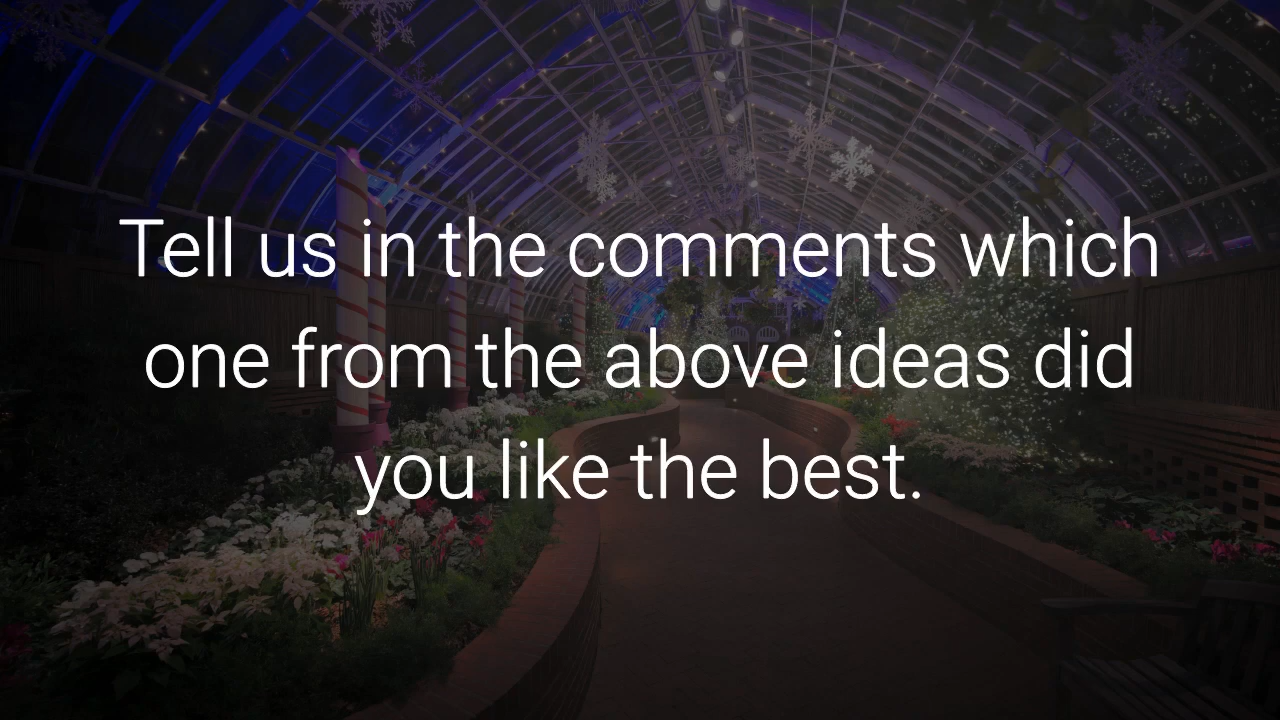 Tell us in the comments which
one from the above ideas did
you like the best.